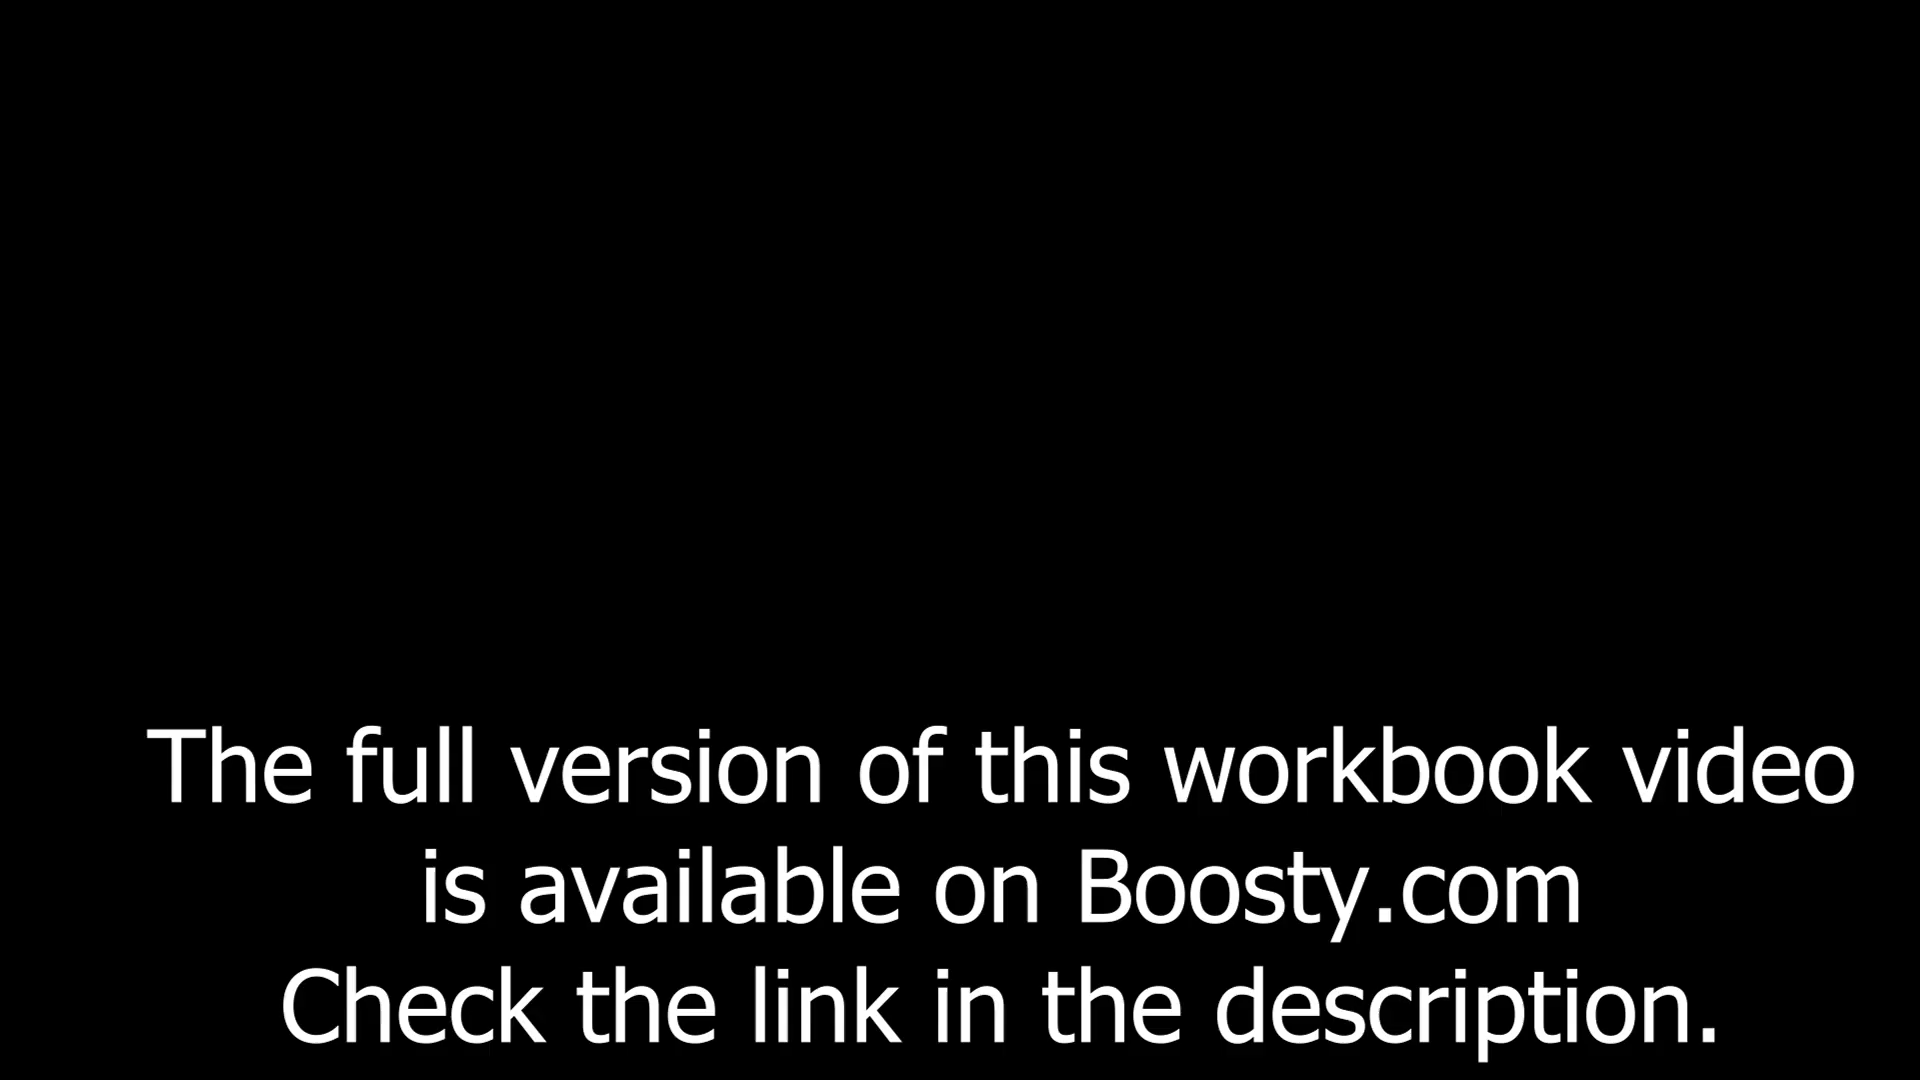 The full version of this workbook video
is available on Boosty.com
Check the link in the description.